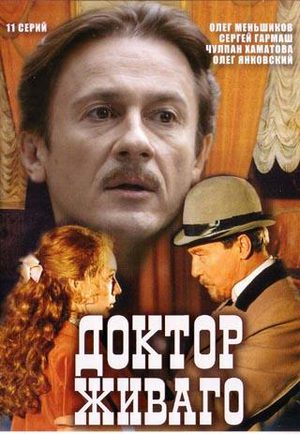 11 СЕРИЙ
ОЛЕГ МЕНЬШИКОВ
СЕРГЕЙ ГАРМАШ
ЧУЛПАН ХАМАТОВА
ОЛЕГ ЯНКОВСКИЙ
ДОКТОР
ЖИВАГО